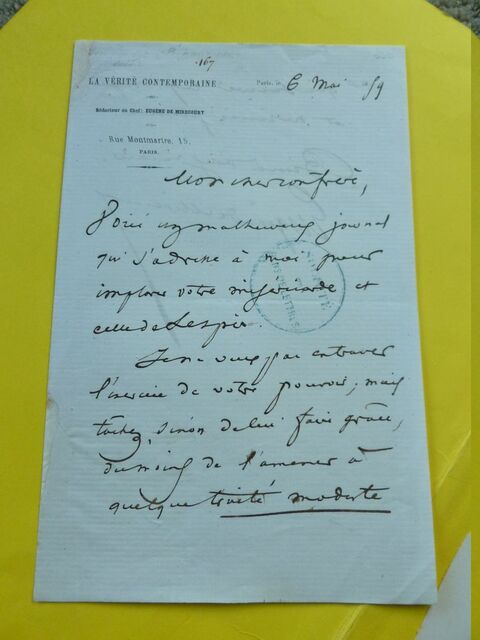 167
LA VÉRITÉ CONTEMPORAINE
Paris, le 6 Mai 59
Rédacteur en Chef: EUGÈNE DE MIRECOURT
Rue Montmartre, 15,
PARIS.
Mon cher confrère,
Voici un malheureux journal
qui s'adresse à moi pour
implorer votre miséricorde et
celle de Lespès.
Je ne veux pas entraver
l'exercice de votre pouvoir; mais
tâchez, sinon de lui faire grâce,
du moins de l'amener à
quelque traité modeste
SOCIÉTÉ